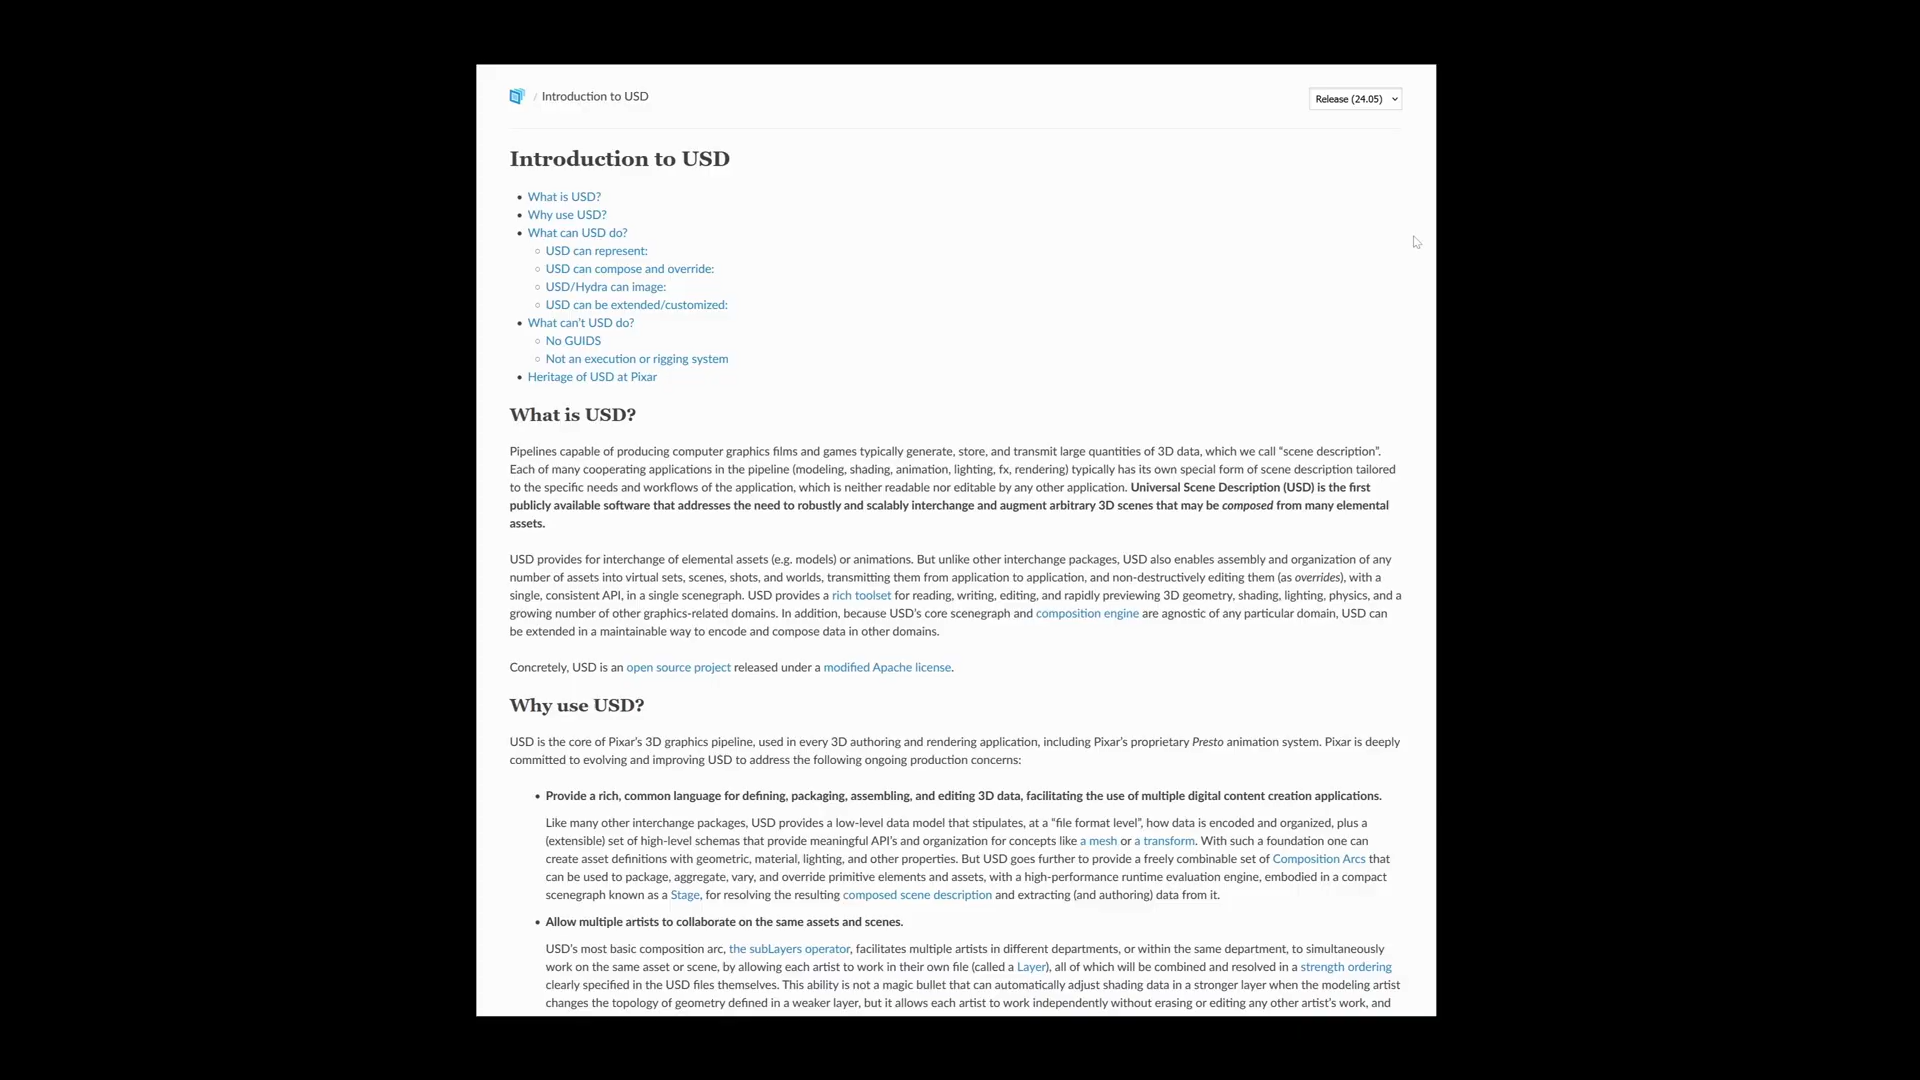 / Introduction to USD
Release (24.05)
Introduction to USD
• What is USD?
• Why use USD?
• What can USD do?
◦ USD can represent:
◦ USD can compose and override:
◦ USD/Hydra can image:
◦ USD can be extended/customized:
• What can't USD do?
◦ No GUIDS
◦ Not an execution or rigging system
• Heritage of USD at Pixar
What is USD?
Pipelines capable of producing computer graphics films and games typically generate, store, and transmit large quantities of 3D data, which we call “scene description”.
Each of many cooperating applications in the pipeline (modeling, shading, animation, lighting, fx, rendering) typically has its own special form of scene description tailored
to the specific needs and workflows of the application, which is neither readable nor editable by any other application. Universal Scene Description (USD) is the first
publicly available software that addresses the need to robustly and scalably interchange and augment arbitrary 3D scenes that may be composed from many elemental
assets.
USD provides for interchange of elemental assets (e.g. models) or animations. But unlike other interchange packages, USD also enables assembly and organization of any
number of assets into virtual sets, scenes, shots, and worlds, transmitting them from application to application, and non-destructively editing them (as overrides), with a
single, consistent API, in a single scenegraph. USD provides a rich toolset for reading, writing, editing, and rapidly previewing 3D geometry, shading, lighting, physics, and a
growing number of other graphics-related domains. In addition, because USD’s core scenegraph and composition engine are agnostic of any particular domain, USD can
be extended in a maintainable way to encode and compose data in other domains.
Concretely, USD is an open source project released under a modified Apache license.
Why use USD?
USD is the core of Pixar’s 3D graphics pipeline, used in every 3D authoring and rendering application, including Pixar’s proprietary Presto animation system. Pixar is deeply
committed to evolving and improving USD to address the following ongoing production concerns:
• Provide a rich, common language for defining, packaging, assembling, and editing 3D data, facilitating the use of multiple digital content creation applications.
Like many other interchange packages, USD provides a low-level data model that stipulates, at a “file format level”, how data is encoded and organized, plus a
(extensible) set of high-level schemas that provide meaningful API’s and organization for concepts like a mesh or a transform. With such a foundation one can
create asset definitions with geometric, material, lighting, and other properties. But USD goes further to provide a freely combinable set of Composition Arcs that
can be used to package, aggregate, vary, and override primitive elements and assets, with a high-performance runtime evaluation engine, embodied in a compact
scenegraph known as a Stage, for resolving the resulting composed scene description and extracting (and authoring) data from it.
• Allow multiple artists to collaborate on the same assets and scenes.
USD’s most basic composition arc, the subLayers operator, facilitates multiple artists in different departments, or within the same department, to simultaneously
work on the same asset or scene, by allowing each artist to work in their own file (called a Layer), all of which will be combined and resolved in a strength ordering
clearly specified in the USD files themselves. This ability is not a magic bullet that can automatically adjust shading data in a stronger layer when the modeling artist
changes the topology of geometry defined in a weaker layer, but it allows each artist to work independently without erasing or editing any other artist’s work, and